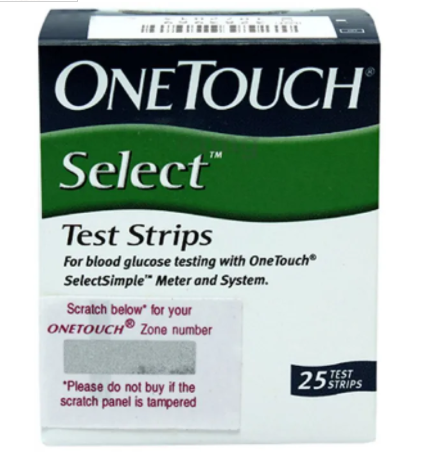 ONETOUCH®
Select™
Test Strips
For blood glucose testing with OneTouch®
SelectSimple™ Meter and System.
Scratch below* for your
ONETOUCH® Zone number
*Please do not buy if the
scratch panel is tampered
25 TEST
STRIPS